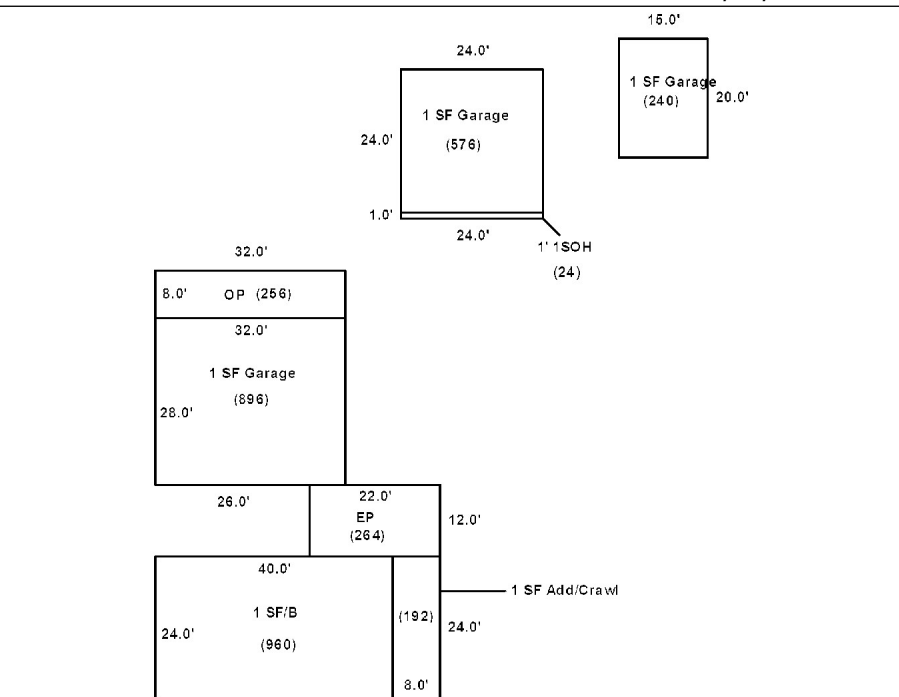 15.0'
24.0'
1 SF Garage
(240)
20.0'
1 SF Garage
(576)
24.0'
1.0'
24.0'
1' 1SOH
(24)
32.0'
8.0' OP (256)
32.0'
1 SF Garage
(896)
28.0'
26.0'
22.0'
EP
(264)
12.0'
40.0'
1 SF Add/Crawl
1 SF/B
(192)
24.0'
24.0'
(960)
8.0'